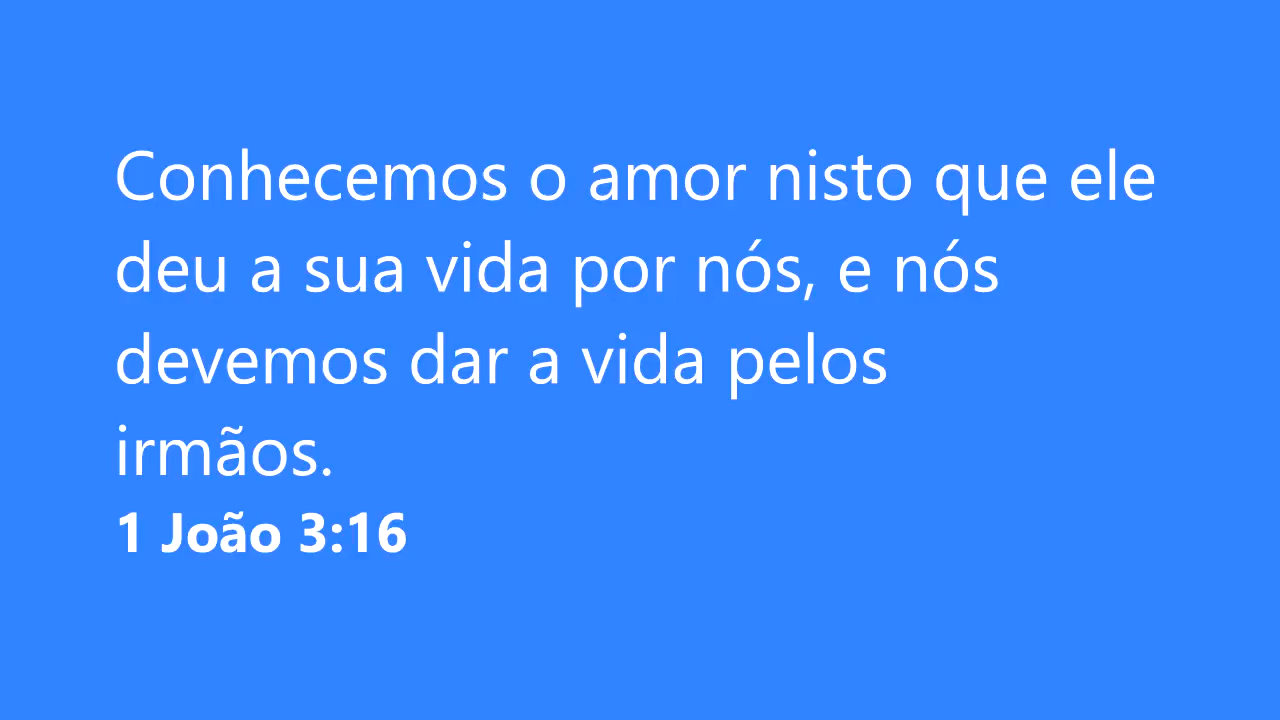 Conhecemos o amor nisto que ele
deu a sua vida por nós, e nós
devemos dar a vida pelos
irmãos.
1 João 3:16